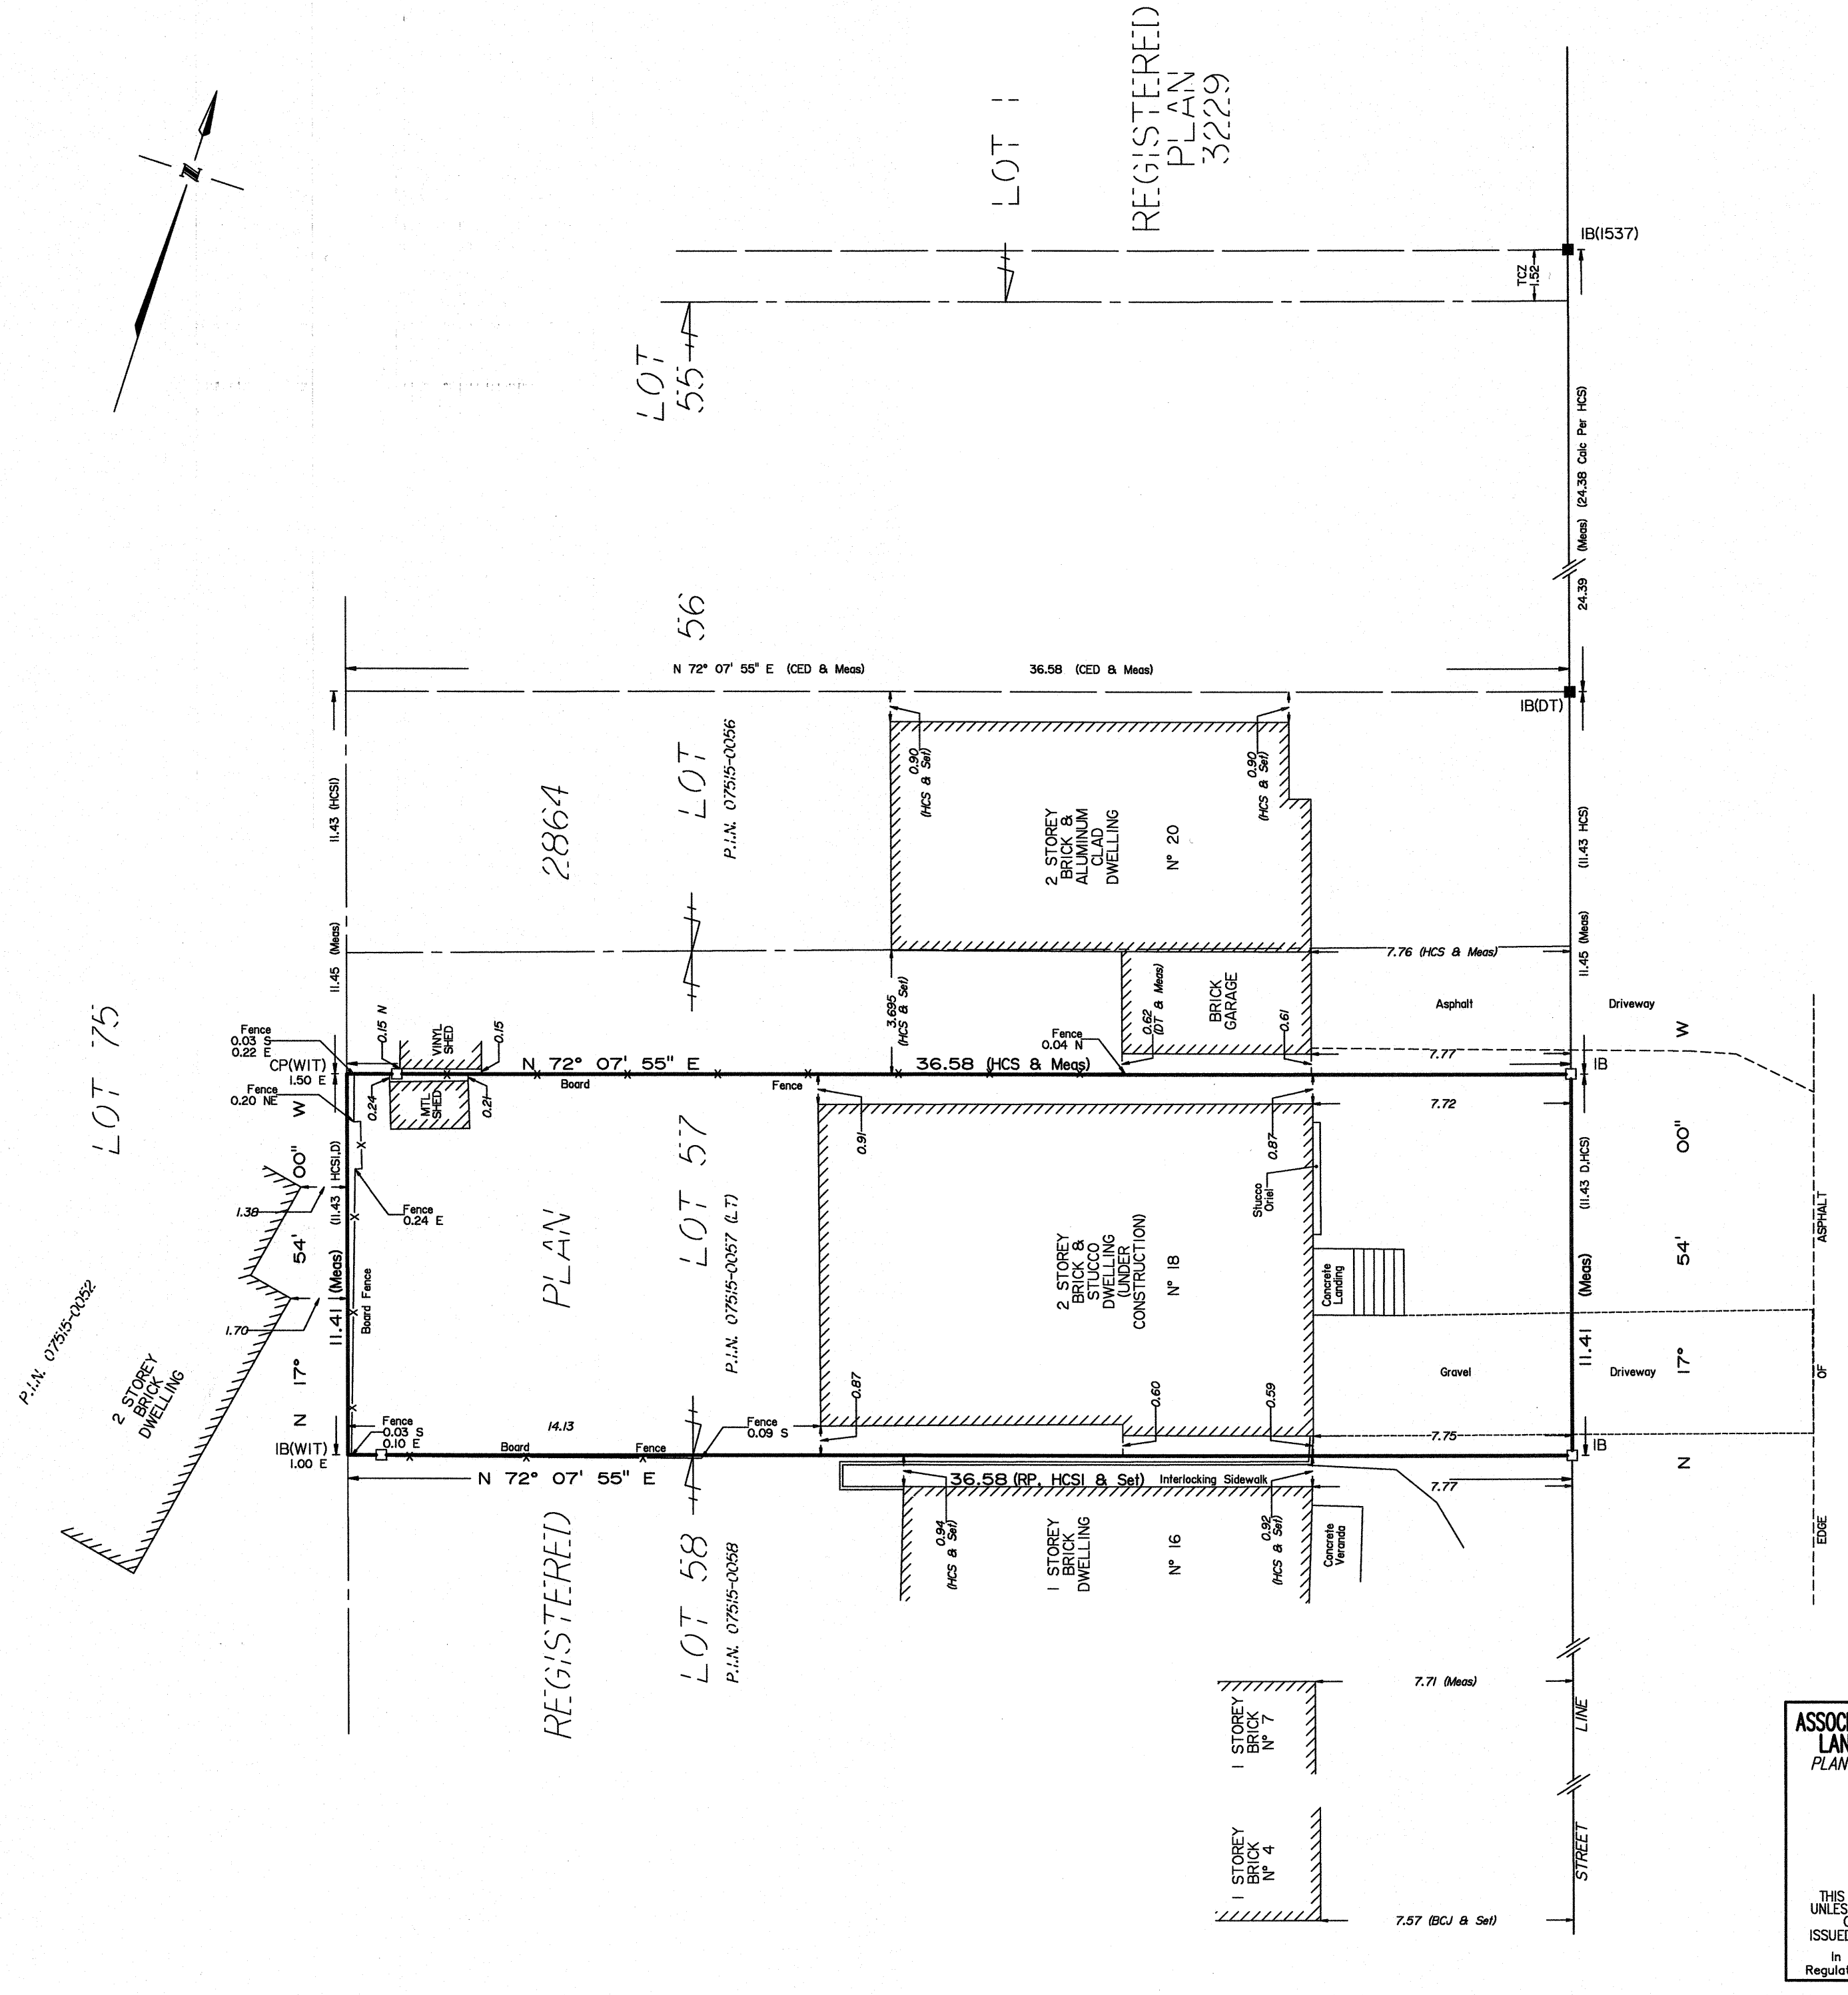 N
LOT 1
REGISTERED
PLAN
3229
IB(1537)
TCZ
1.52
LOT
55
24.39 (Meas) (24.38 Calc Per HCS)
56
N 72° 07' 55" E (CED & Meas)
36.58 (CED & Meas)
IB(DT)
11.43 (HCSI)
11.45 (Meas)
2864
LOT
P.I.N. 07515-0056
0.90
(HCS & Set)
0.90
(HCS & Set)
2 STOREY
BRICK &
ALUMINUM
CLAD
DWELLING
Nº 20
(11.43 HCS)
11.45 (Meas)
7.76 (HCS & Meas)
3.695
(HCS & Set)
0.62
(DT & Meas)
BRICK
GARAGE
0.61
Asphalt
Driveway
LOT 75
Fence
0.03 S
0.22 E
CP(WIT)
1.50 E
Fence
0.20 NE
0.15 N
VINYL
SHED
0.15
Fence
0.04 N
7.77
IB
N 72° 07' 55" E
36.58 (HCS & Meas)
Board
Fence
0.24
MTL
SHED
0.21
0.91
0.87
7.72
N 17° 54' 00" W
(11.43 HCSI,D)
11.41 (Meas)
1.38
Fence
0.24 E
Board Fence
1.70
P.I.N. 07515-0052
2 STOREY
BRICK
DWELLING
PLAN
LOT 57
P.I.N. 07515-0057 (LT)
2 STOREY
BRICK &
STUCCO
DWELLING
(UNDER
CONSTRUCTION)
Nº 18
Stucco
Oriel
Concrete
Landing
(11.43 D,HCS)
11.41 (Meas)
N 17° 54' 00" W
EDGE OF ASPHALT
Gravel
Driveway
0.87
0.60
0.59
7.75
IB
Fence
0.03 S
0.10 E
IB(WIT)
1.00 E
14.13
Board
Fence
Fence
0.09 S
N 72° 07' 55" E
36.58 (RP, HCSI & Set)
Interlocking Sidewalk
7.77
REGISTERED
LOT 58
P.I.N. 07515-0058
0.94
(HCS & Set)
1 STOREY
BRICK
DWELLING
Nº 16
0.92
(HCS & Set)
Concrete
Veranda
7.71 (Meas)
1 STOREY
BRICK
Nº 7
1 STOREY
BRICK
Nº 4
7.57 (BCJ & Set)
STREET LINE
ASSOC
LAN
PLAN
THIS
UNLES
ISSUED
In
Regulat